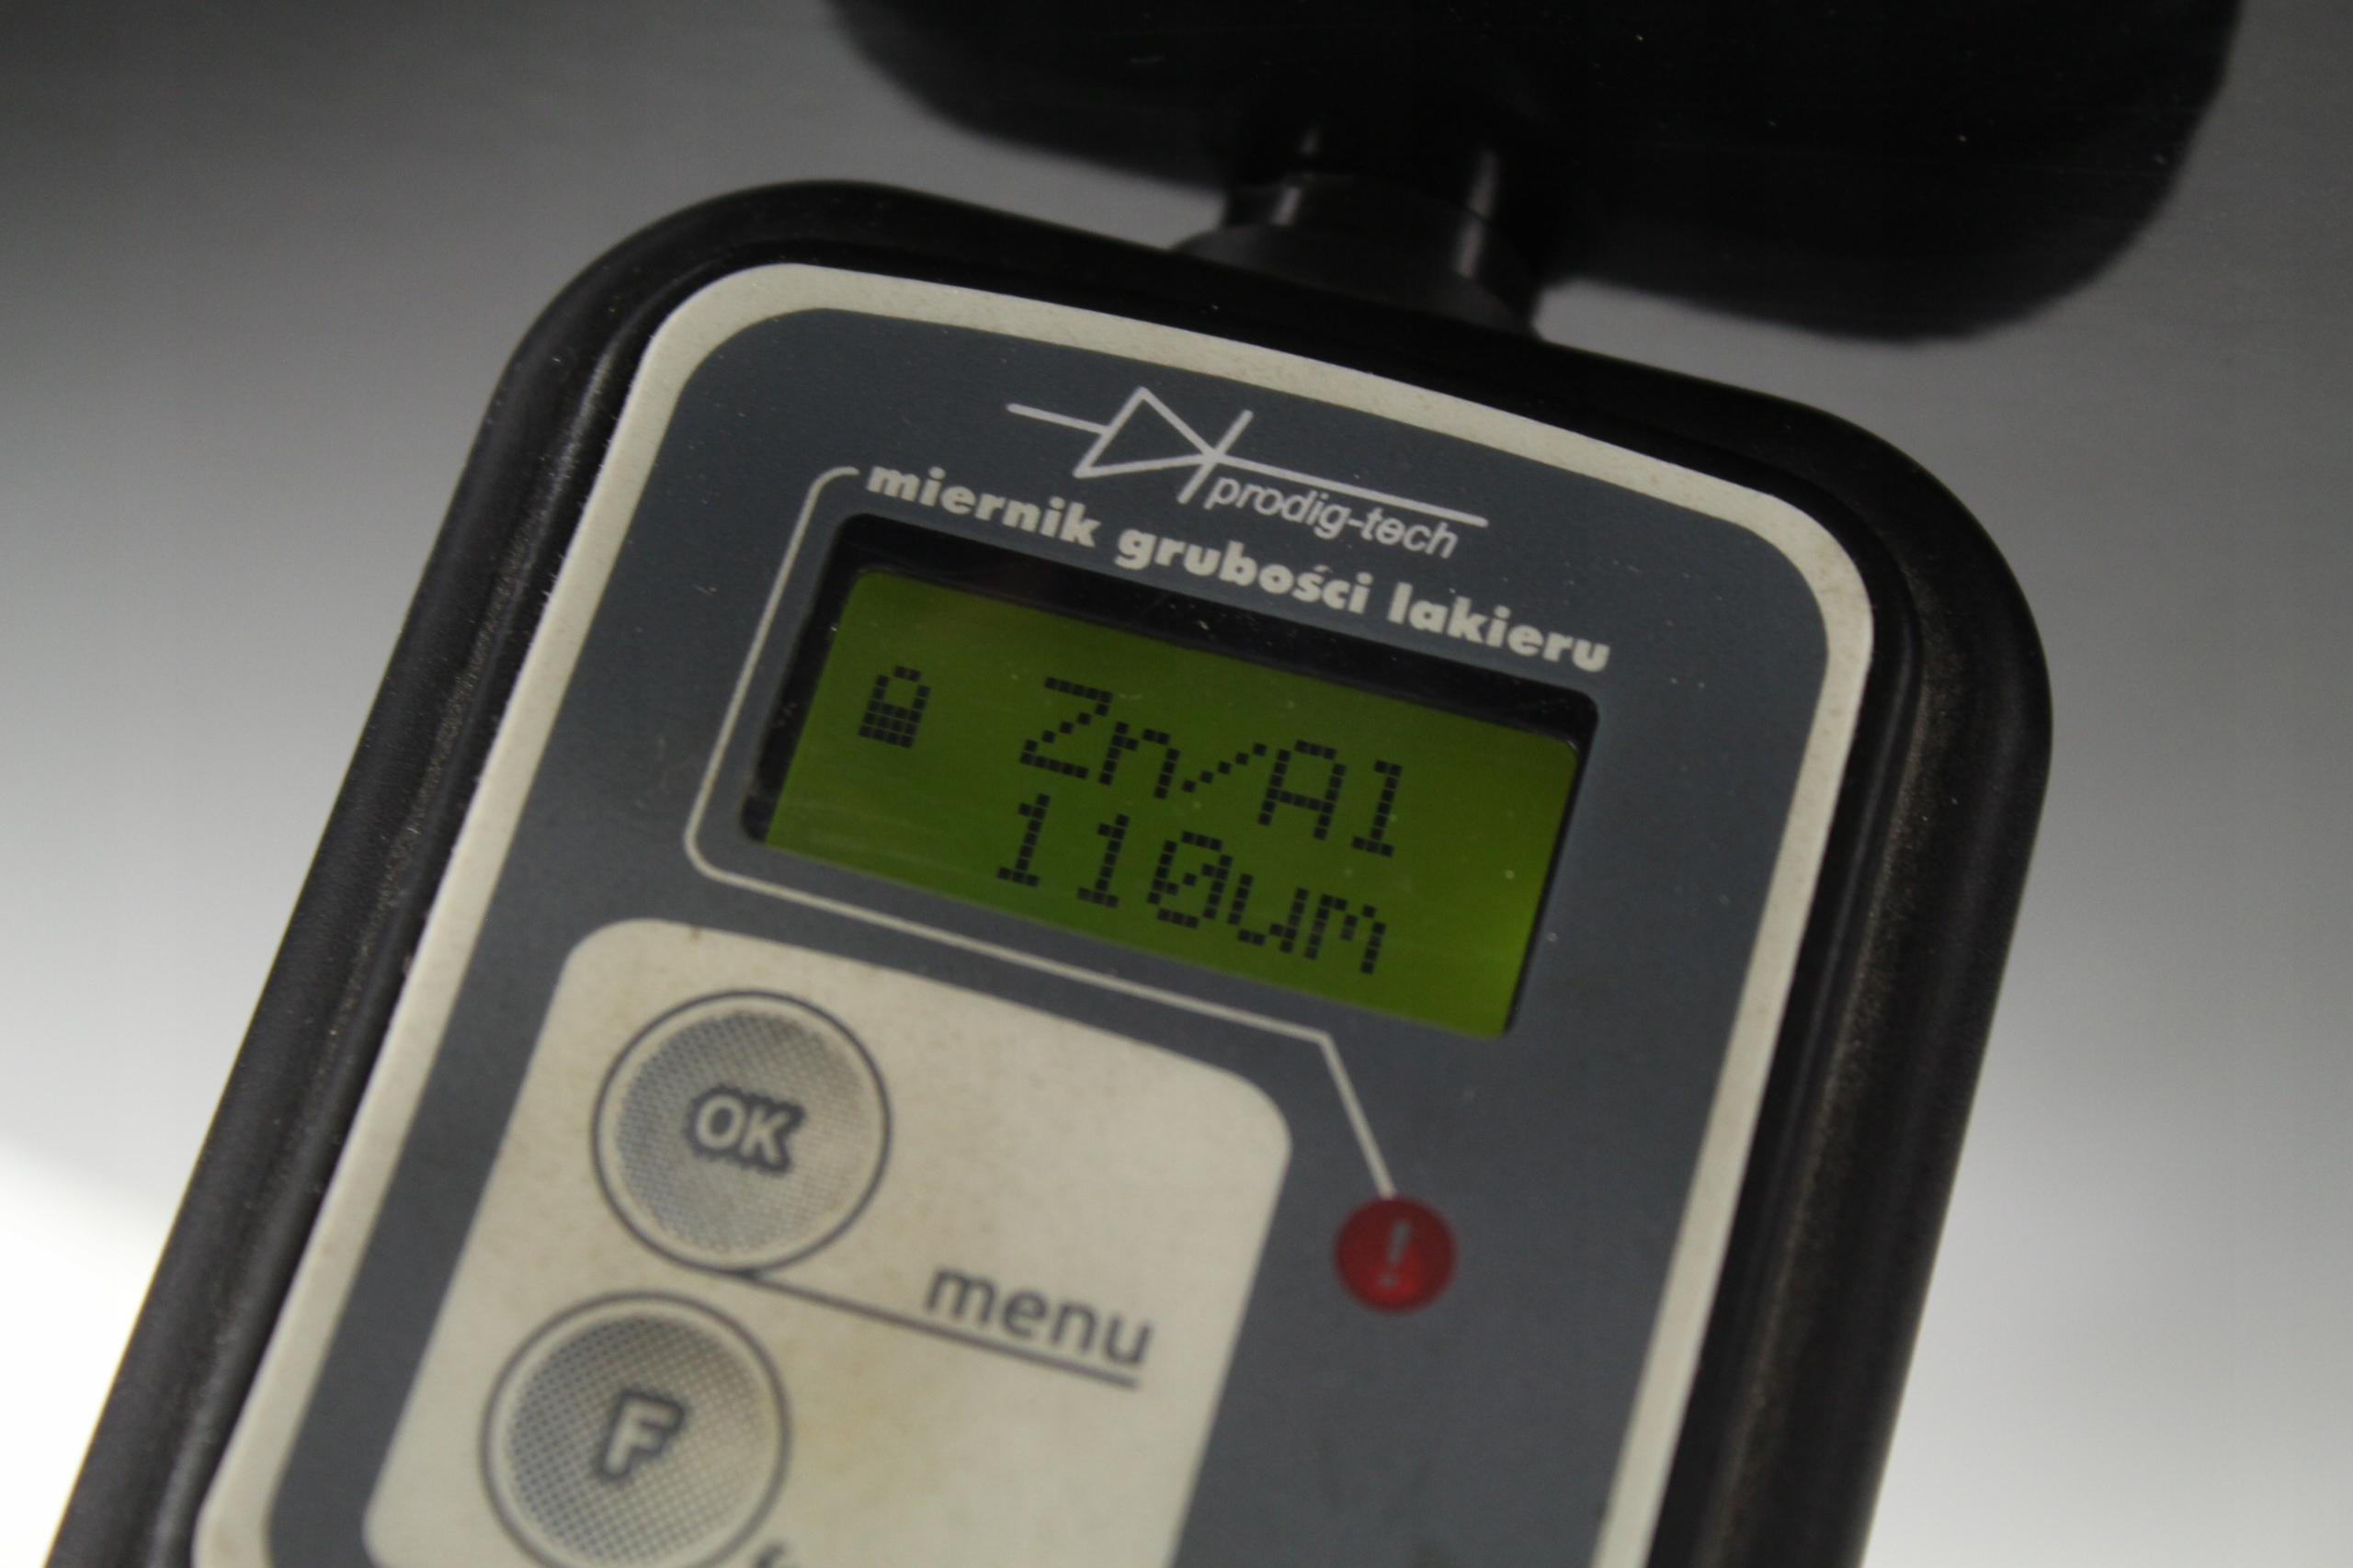 prodig-tech
miernik grubości lakieru
Zn/Al
110um
OK
menu
F
!